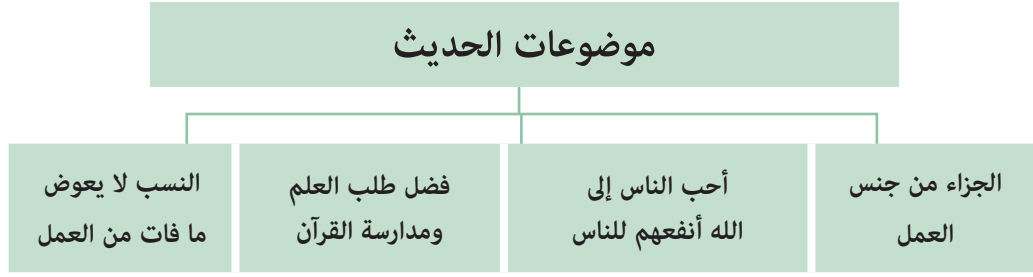 موضوعات الحديث
الجزاء من جنس
العمل
أحب الناس إلى
الله أنفعهم للناس
فضل طلب العلم
ومدارسة القرآن
النسب لا يعوض
ما فات من العمل